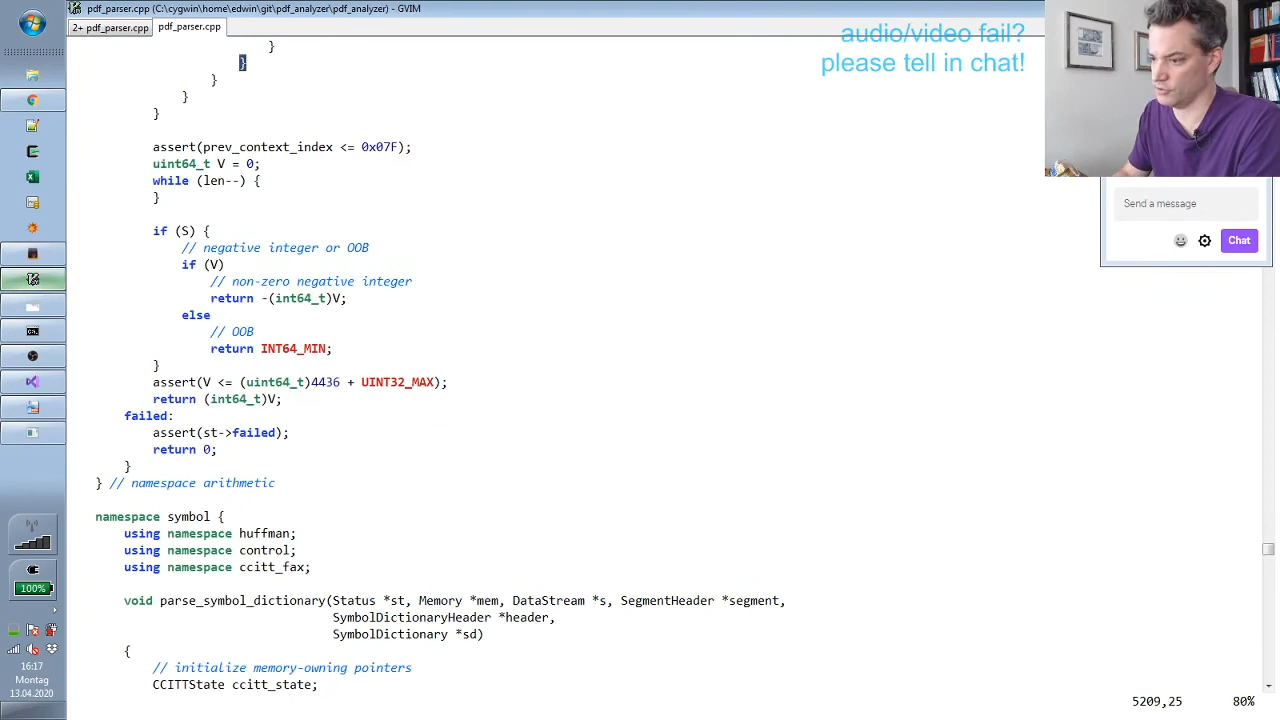 pdf_parser.cpp (C:\cygwin\home\edwin\git\pdf_analyzer\pdf_analyzer) - GVIM
2+ pdf_parser.cpp pdf_parser.cpp
audio/video fail?
please tell in chat!
}
}
}
}
}
assert(prev_context_index <= 0x07F);
uint64_t V = 0;
while (len--) {
}
if (S) {
// negative integer or OOB
if (V)
// non-zero negative integer
return -(int64_t)V;
else
// OOB
return INT64_MIN;
}
assert(V <= (uint64_t)4436 + UINT32_MAX);
return (int64_t)V;
failed:
assert(st->failed);
return 0;
}
} // namespace arithmetic
namespace symbol {
using namespace huffman;
using namespace control;
using namespace ccitt_fax;
void parse_symbol_dictionary(Status *st, Memory *mem, DataStream *s, SegmentHeader *segment,
SymbolDictionaryHeader *header,
SymbolDictionary *sd)
{
// initialize memory-owning pointers
CCITTState ccitt_state;
5209,25 80%
Send a message
Chat
100%
16:17
Montag
13.04.2020